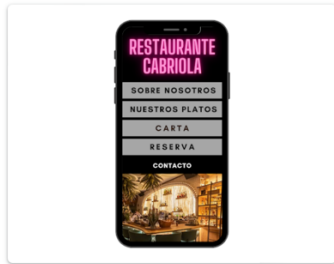 RESTAURANTE
CABRIOLA
SOBRE NOSOTROS
NUESTROS PLATOS
CARTA
RESERVA
CONTACTO